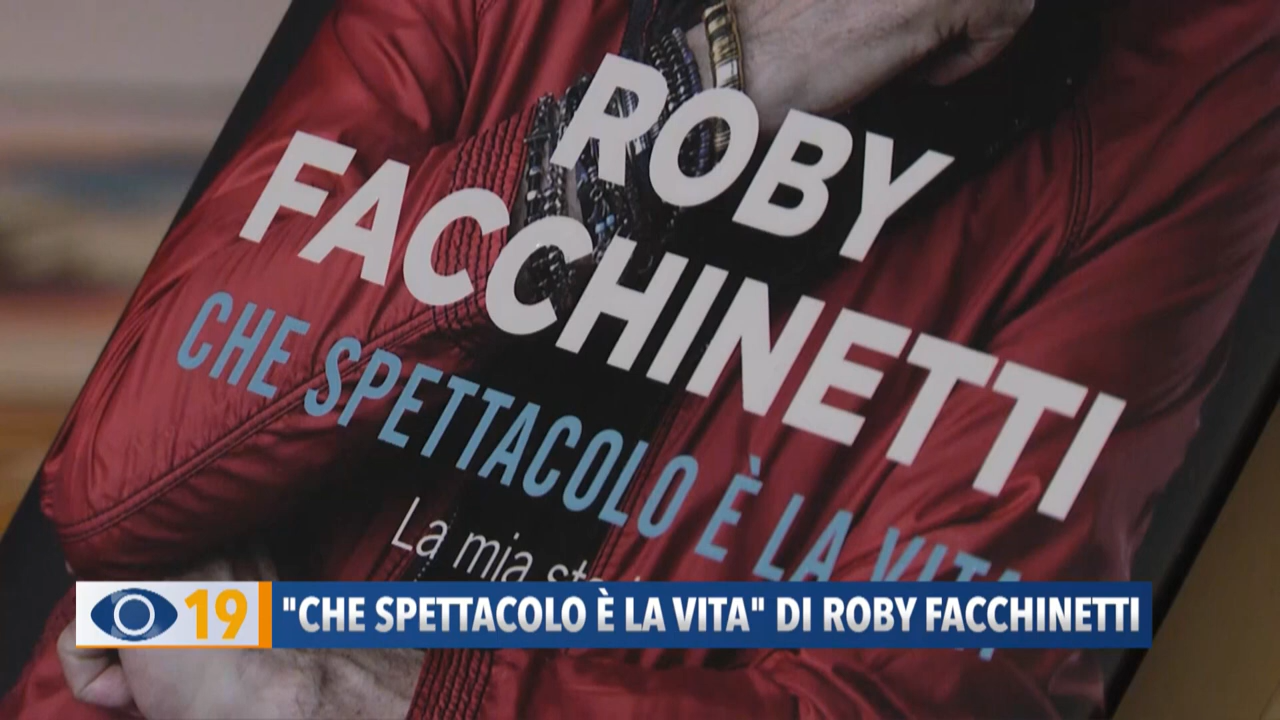 ROBY
FACCHINETTI
CHE SPETTACOLO È LA VITA
La mia
19 "CHE SPETTACOLO È LA VITA" DI ROBY FACCHINETTI